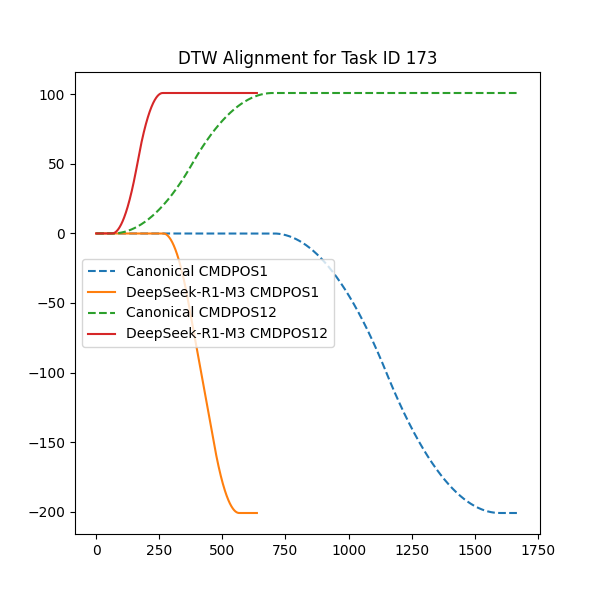 DTW Alignment for Task ID 173
100
50
0
−50
−100
−150
−200
Canonical CMDPOS1
DeepSeek-R1-M3 CMDPOS1
Canonical CMDPOS12
DeepSeek-R1-M3 CMDPOS12
0 250 500 750 1000 1250 1500 1750